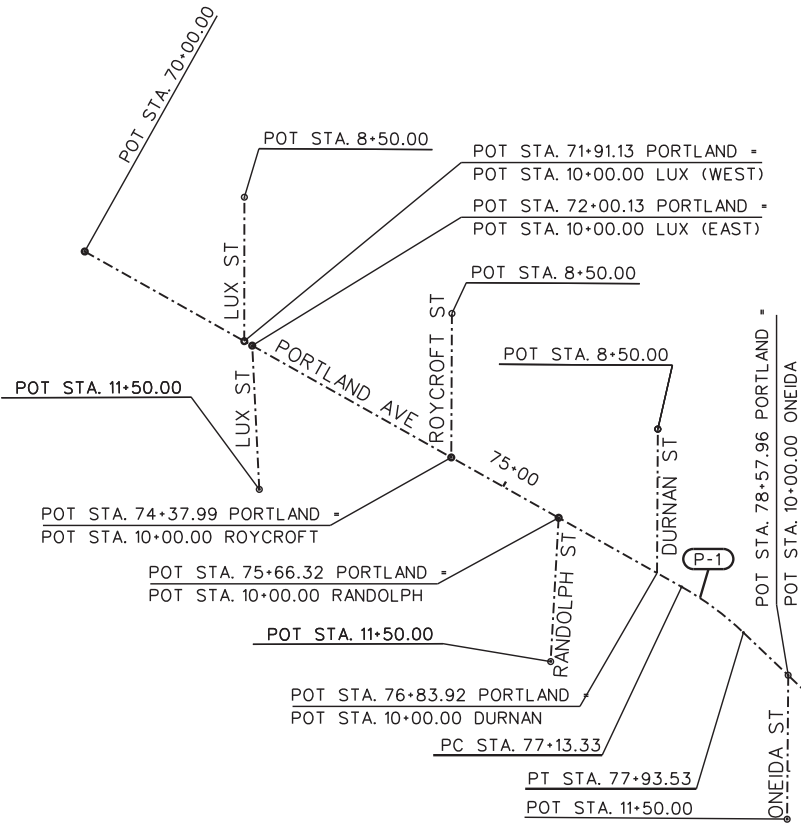 POT STA. 70+00.00
POT STA. 8+50.00
POT STA. 71+91.13 PORTLAND =
POT STA. 10+00.00 LUX (WEST)
POT STA. 72+00.13 PORTLAND =
POT STA. 10+00.00 LUX (EAST)
LUX ST
POT STA. 8+50.00
ROYCROFT ST
PORTLAND AVE
POT STA. 8+50.00
POT STA. 11+50.00
LUX ST
75+00
DURNAN ST
POT STA. 78+57.96 PORTLAND =
POT STA. 10+00.00 ONEIDA
POT STA. 74+37.99 PORTLAND =
POT STA. 10+00.00 ROYCROFT
P-1
POT STA. 75+66.32 PORTLAND =
POT STA. 10+00.00 RANDOLPH
RANDOLPH ST
POT STA. 11+50.00
POT STA. 76+83.92 PORTLAND =
POT STA. 10+00.00 DURNAN
PC STA. 77+13.33
PT STA. 77+93.53
ONEIDA ST
POT STA. 11+50.00